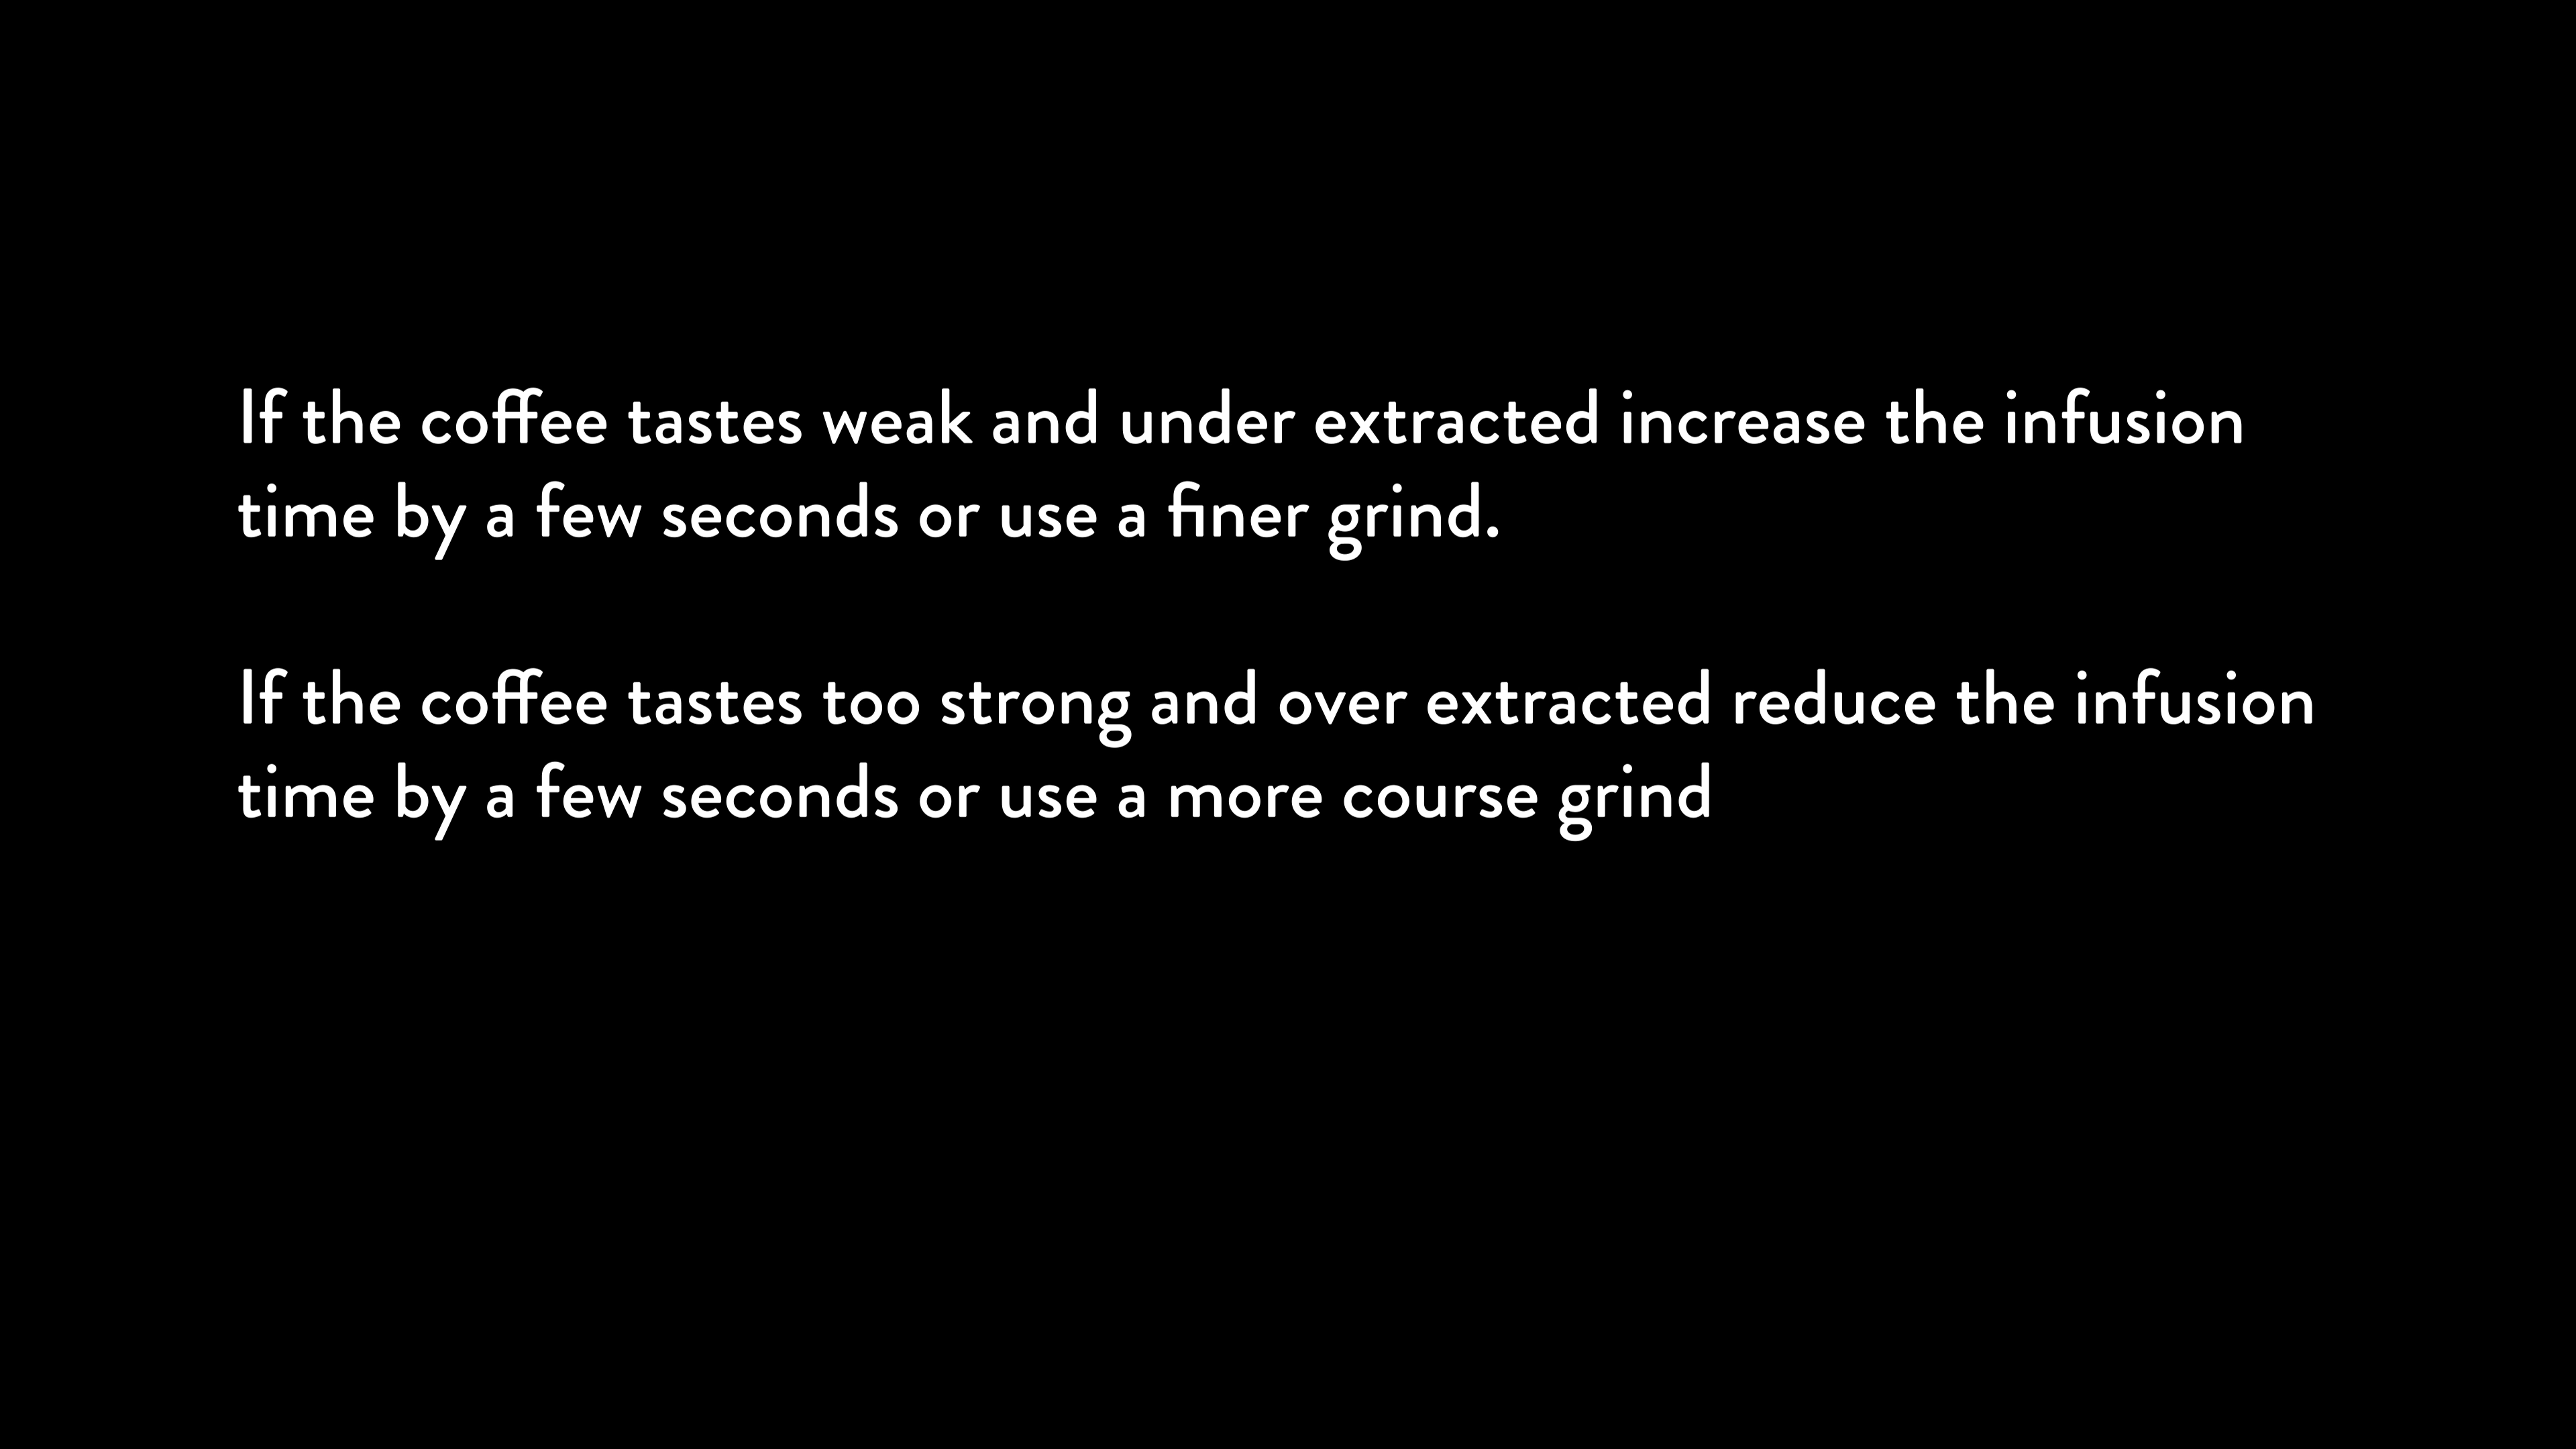 If the coffee tastes weak and under extracted increase the infusion
time by a few seconds or use a finer grind.
If the coffee tastes too strong and over extracted reduce the infusion
time by a few seconds or use a more course grind